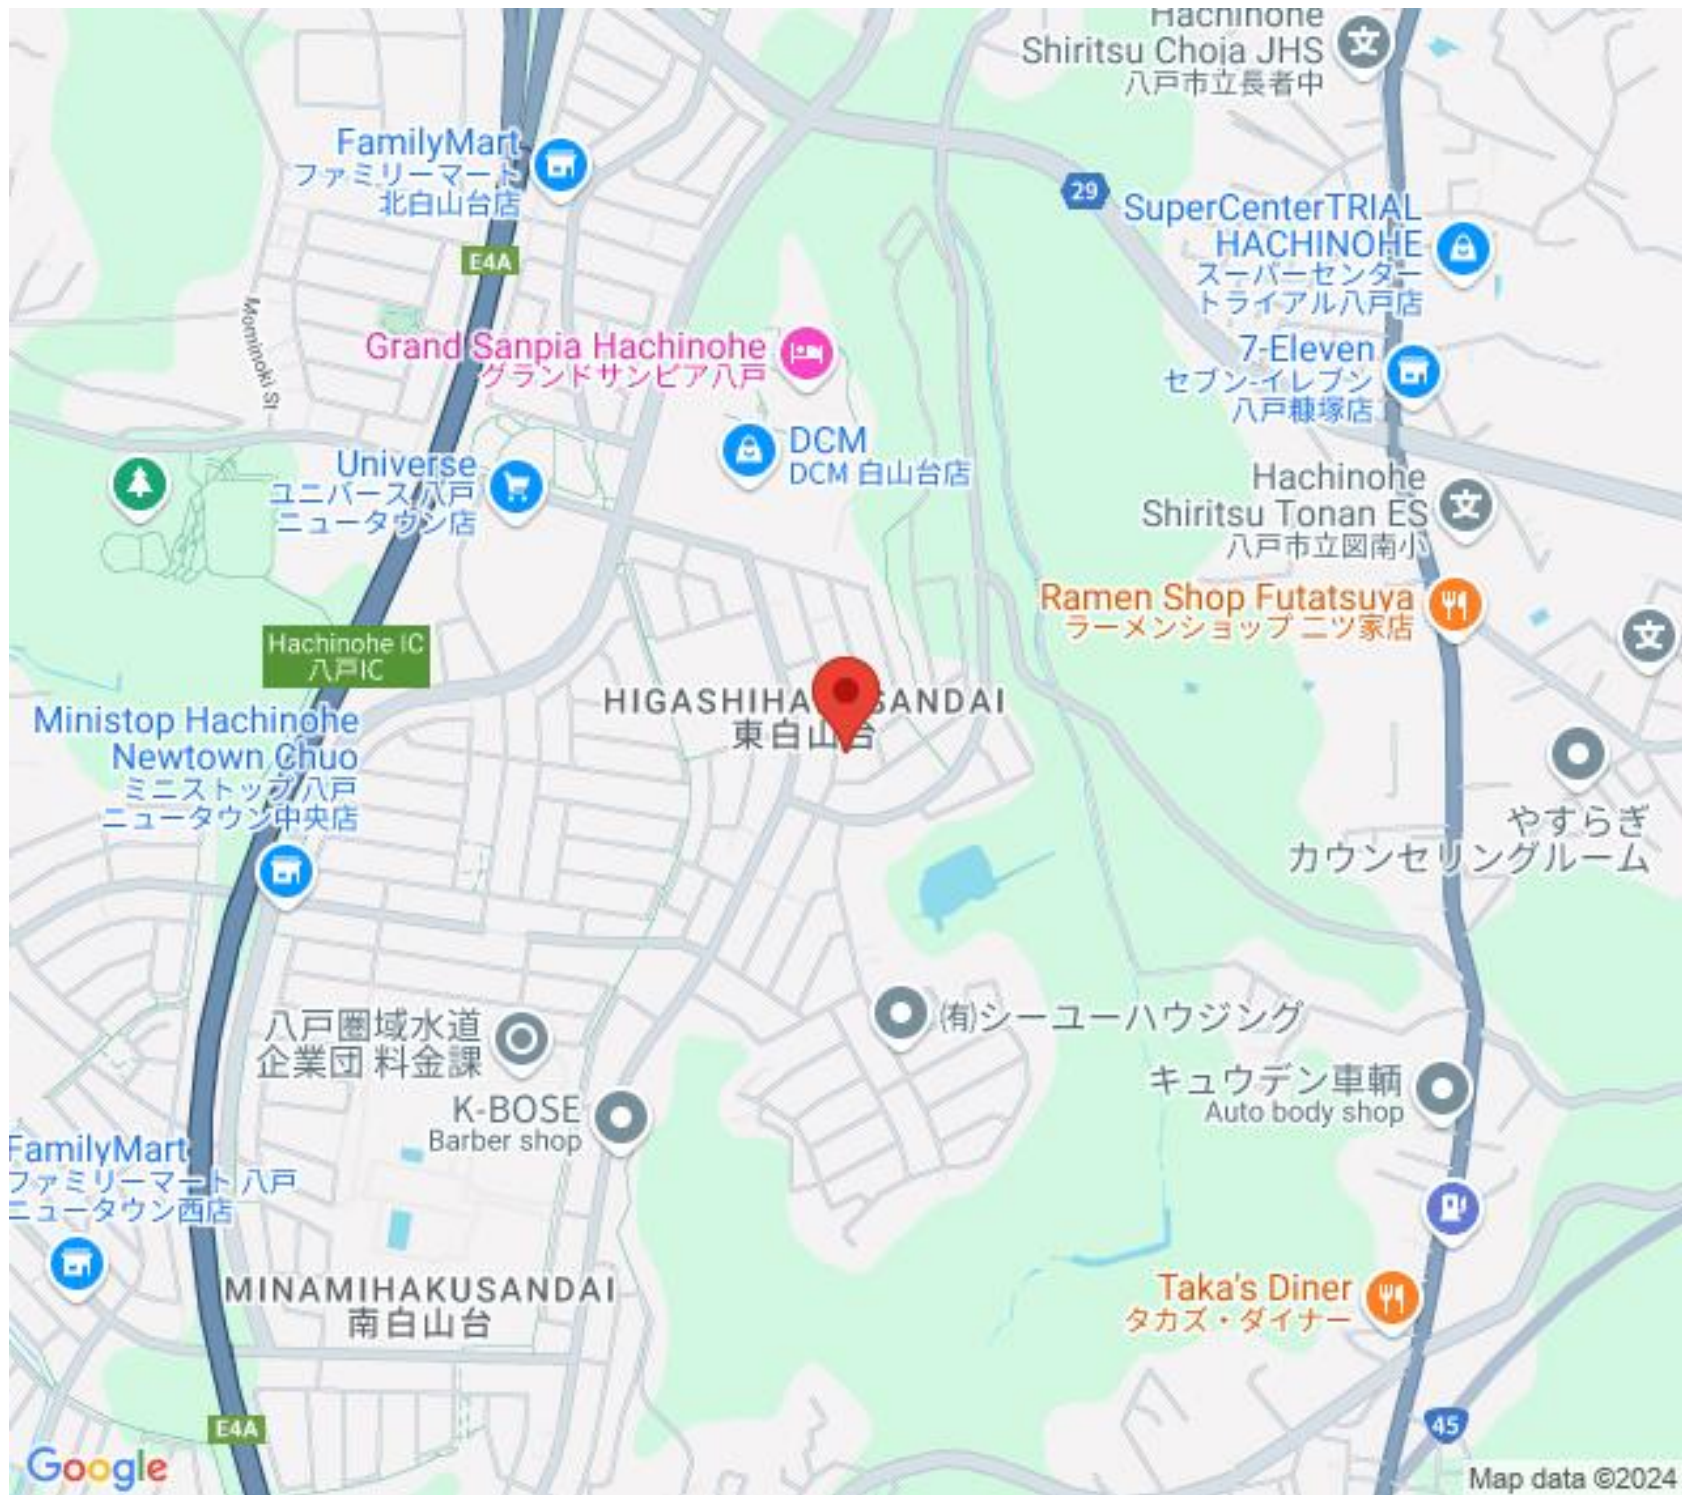 Hachinohe
Shiritsu Choja JHS
八戸市立長者中
FamilyMart
ファミリーマート
北白山台店
29
SuperCenterTRIAL
HACHINOHE
スーパーセンター
トライアル八戸店
E4A
Mominoki St
Grand Sanpia Hachinohe
グランドサンピア八戸
7-Eleven
セブン-イレブン
八戸糠塚店
DCM
DCM 白山台店
Universe
ユニバース 八戸
ニュータウン店
Hachinohe
Shiritsu Tonan ES
八戸市立図南小
Ramen Shop Futatsuya
ラーメンショップ 二ツ家店
Hachinohe IC
八戸IC
HIGASHIHAKUSANDAI
東白山台
Ministop Hachinohe
Newtown Chuo
ミニストップ 八戸
ニュータウン中央店
やすらぎ
カウンセリングルーム
㈲シーユーハウジング
八戸圏域水道
企業団 料金課
キュウデン車輌
Auto body shop
K-BOSE
Barber shop
FamilyMart
ファミリーマート 八戸
ニュータウン西店
MINAMIHAKUSANDAI
南白山台
Taka's Diner
タカズ・ダイナー
E4A
45
Google
Map data ©2024